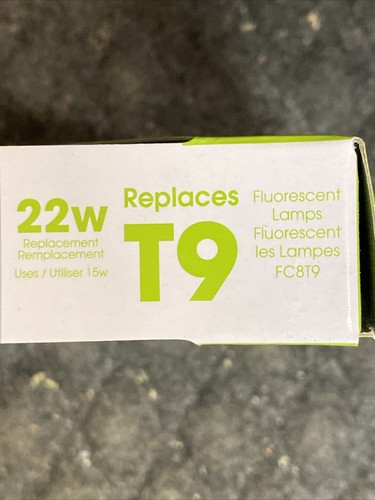 22w
Replacement
Remplacement
Uses / Utiliser 15w
Replaces
T9
Fluorescent
Lamps
Fluorescent
les Lampes
FC8T9